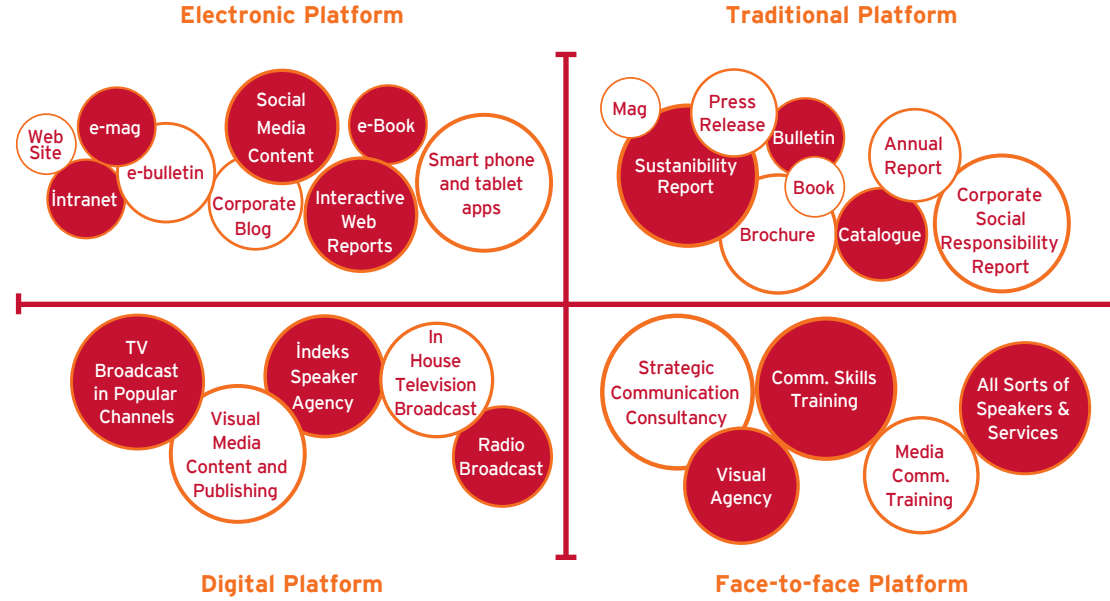 Electronic Platform
Web
Site
e-mag
İntranet
e-bulletin
Social
Media
Content
Corporate
Blog
e-Book
Interactive
Web
Reports
Smart phone
and tablet
apps
Traditional Platform
Mag
Sustanibility
Report
Press
Release
Bulletin
Book
Brochure
Catalogue
Annual
Report
Corporate
Social
Responsibility
Report
TV
Broadcast
in Popular
Channels
Visual
Media
Content and
Publishing
İndeks
Speaker
Agency
In
House
Television
Broadcast
Radio
Broadcast
Digital Platform
Strategic
Communication
Consultancy
Visual
Agency
Comm. Skills
Training
Media
Comm.
Training
All Sorts of
Speakers &
Services
Face-to-face Platform